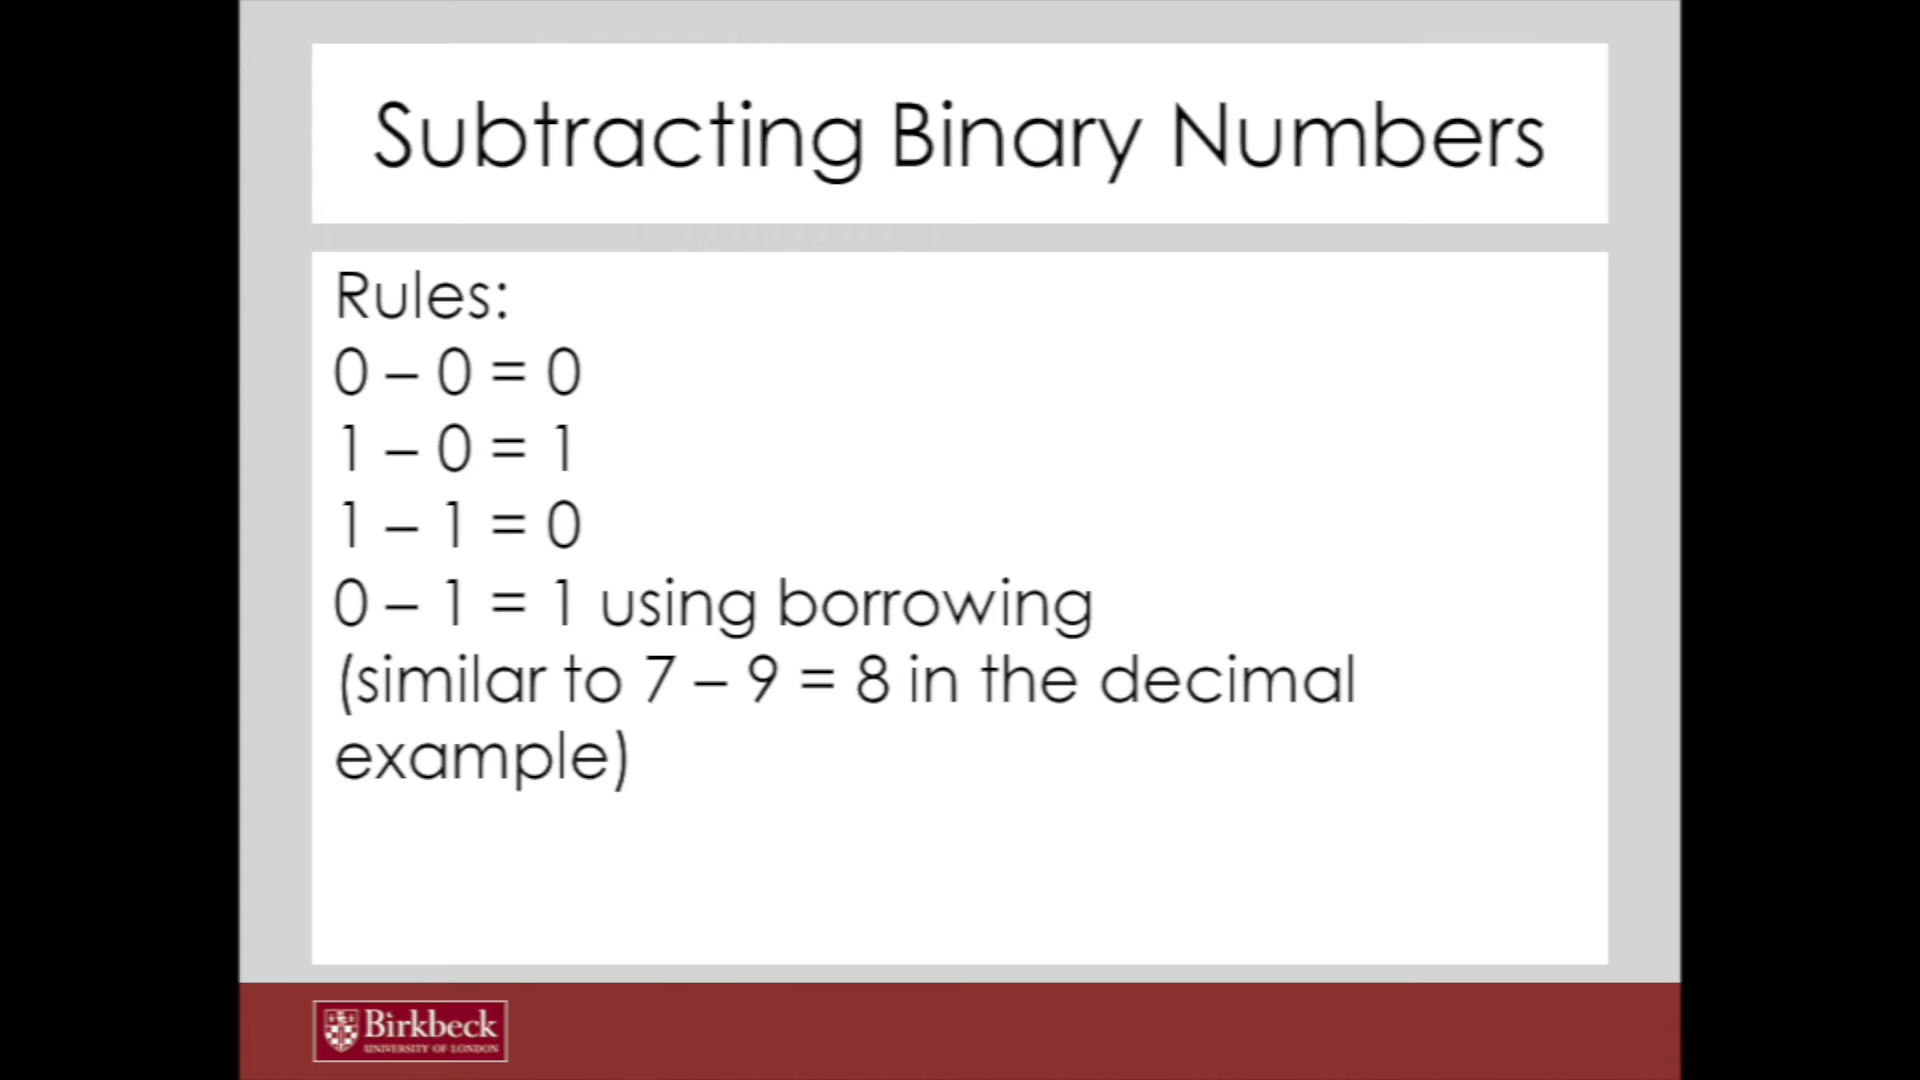 Subtracting Binary Numbers
Rules:
0 – 0 = 0
1 – 0 = 1
1 – 1 = 0
0 – 1 = 1 using borrowing
(similar to 7 – 9 = 8 in the decimal
example)
Birkbeck
UNIVERSITY OF LONDON